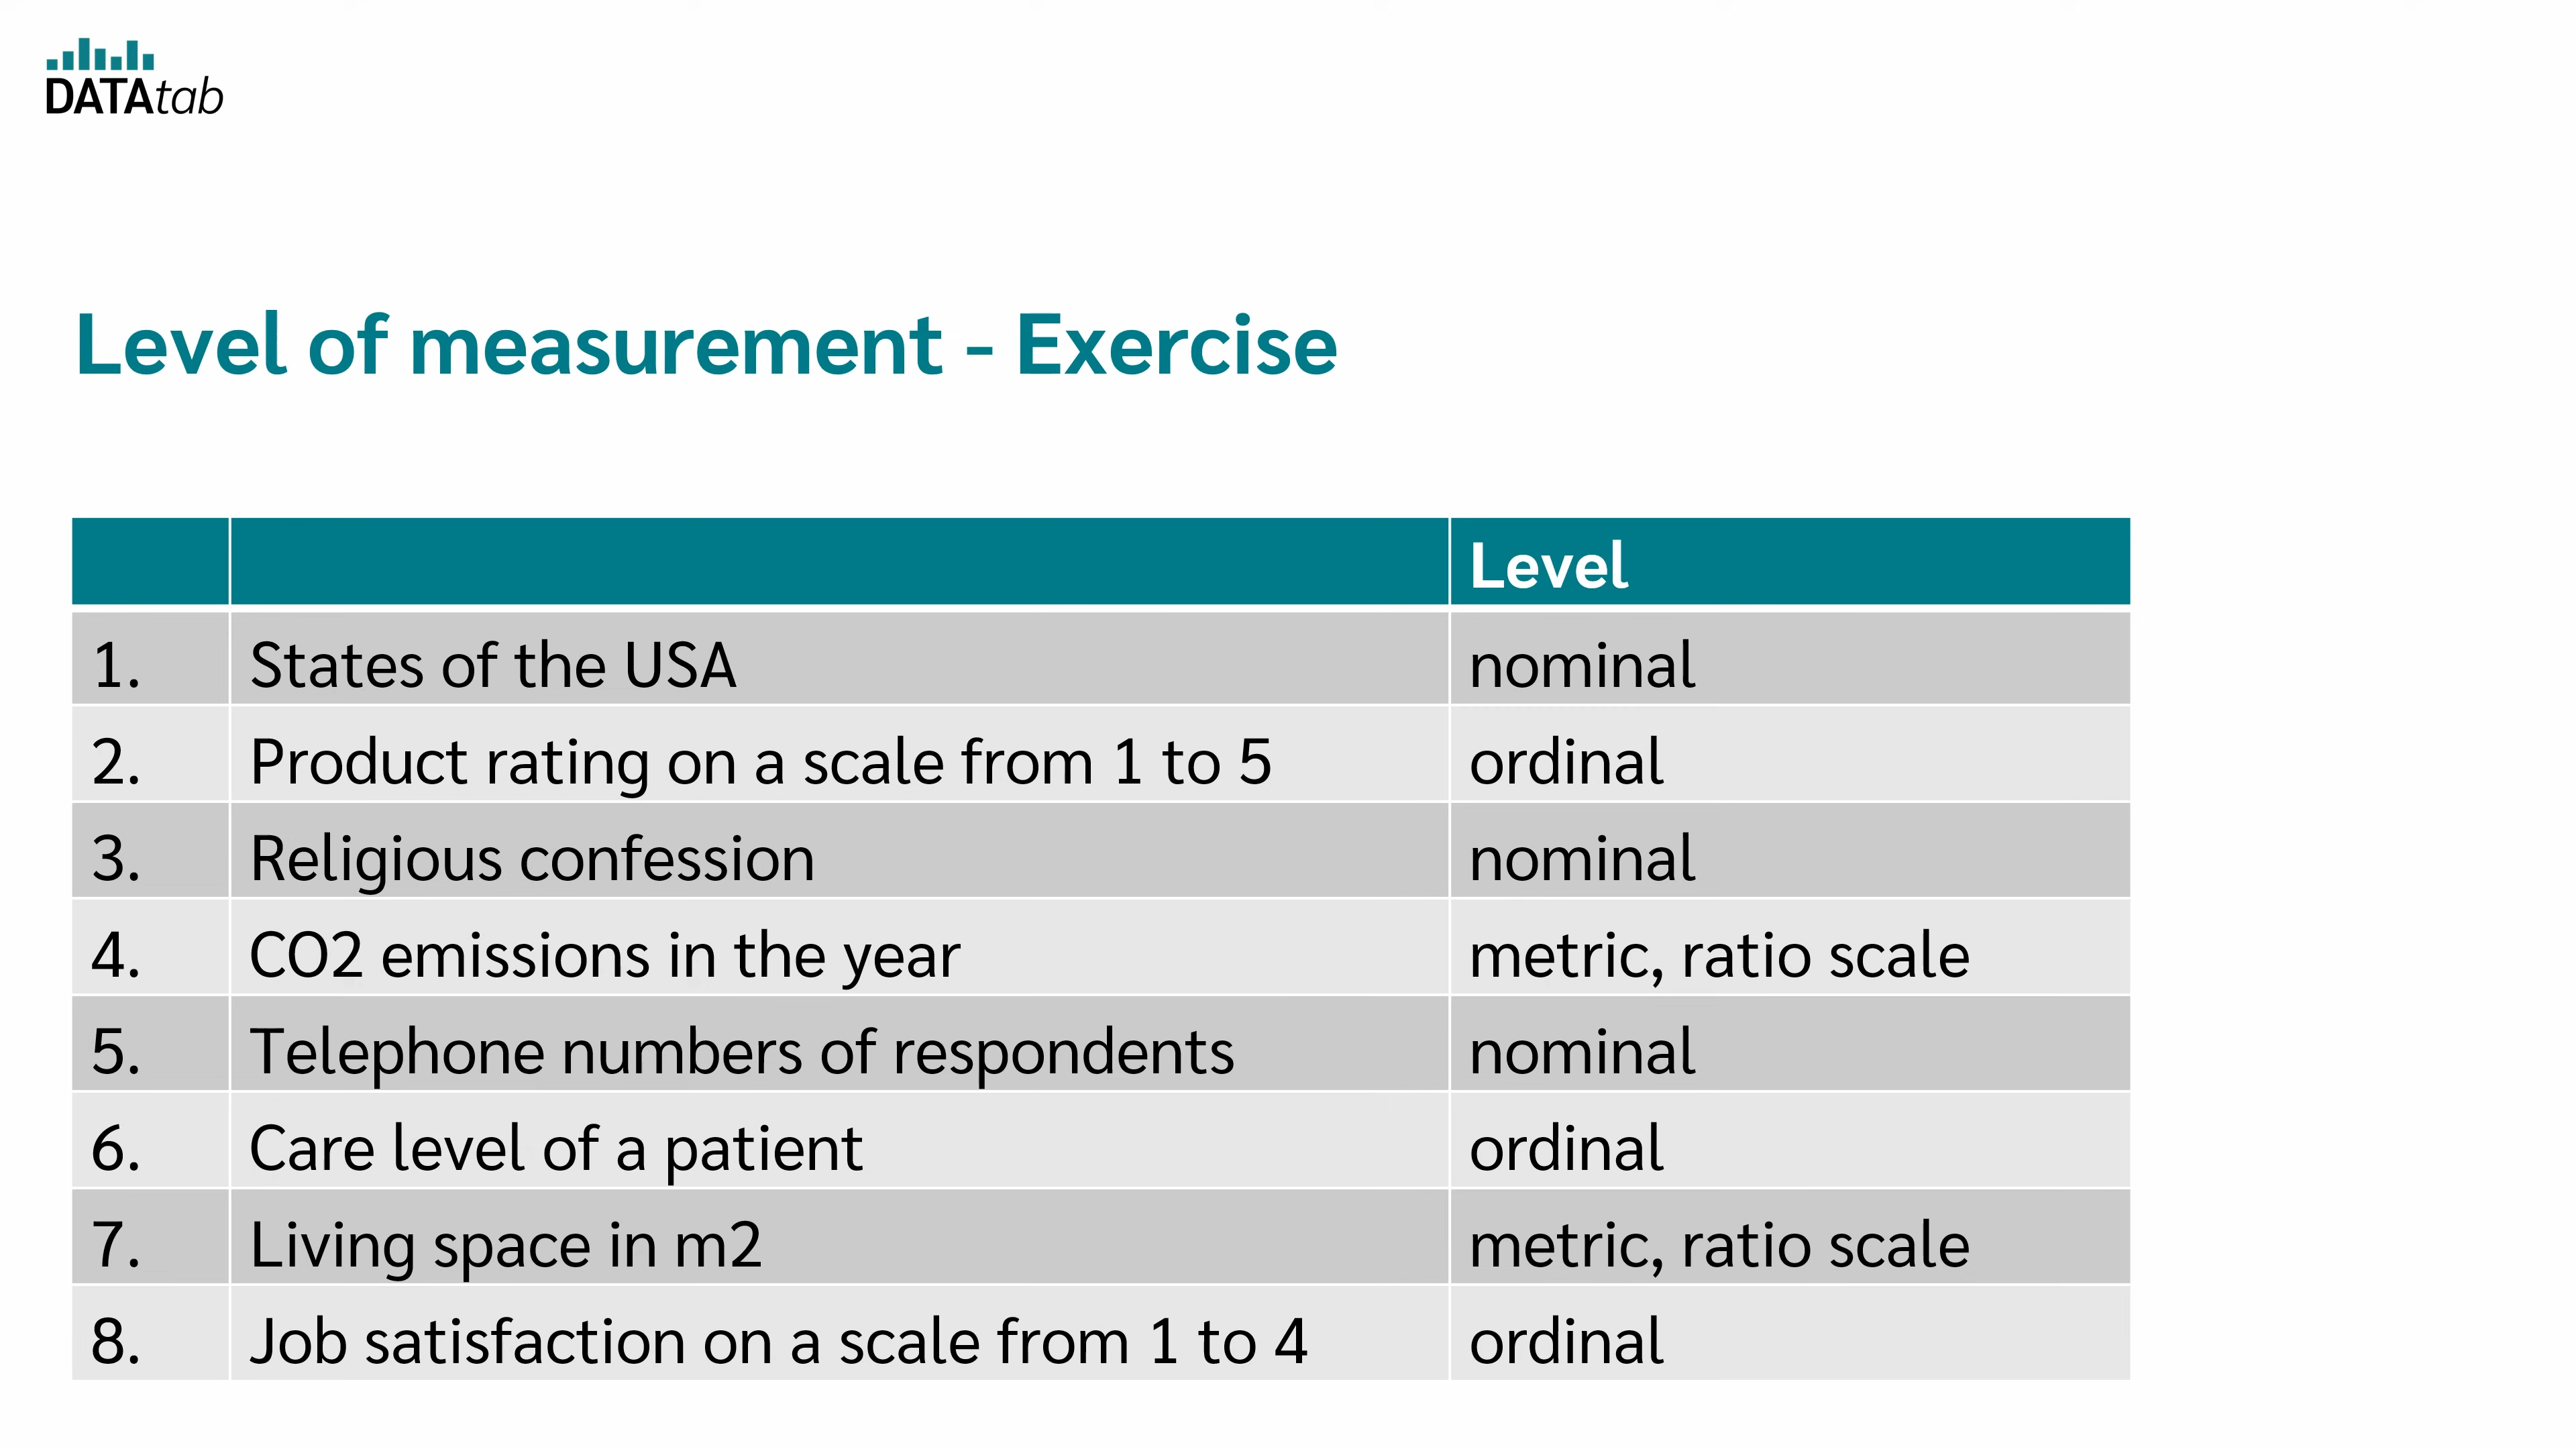 DATAtab
Level of measurement - Exercise
Level
1. States of the USA nominal
2. Product rating on a scale from 1 to 5 ordinal
3. Religious confession nominal
4. CO2 emissions in the year metric, ratio scale
5. Telephone numbers of respondents nominal
6. Care level of a patient ordinal
7. Living space in m2 metric, ratio scale
8. Job satisfaction on a scale from 1 to 4 ordinal